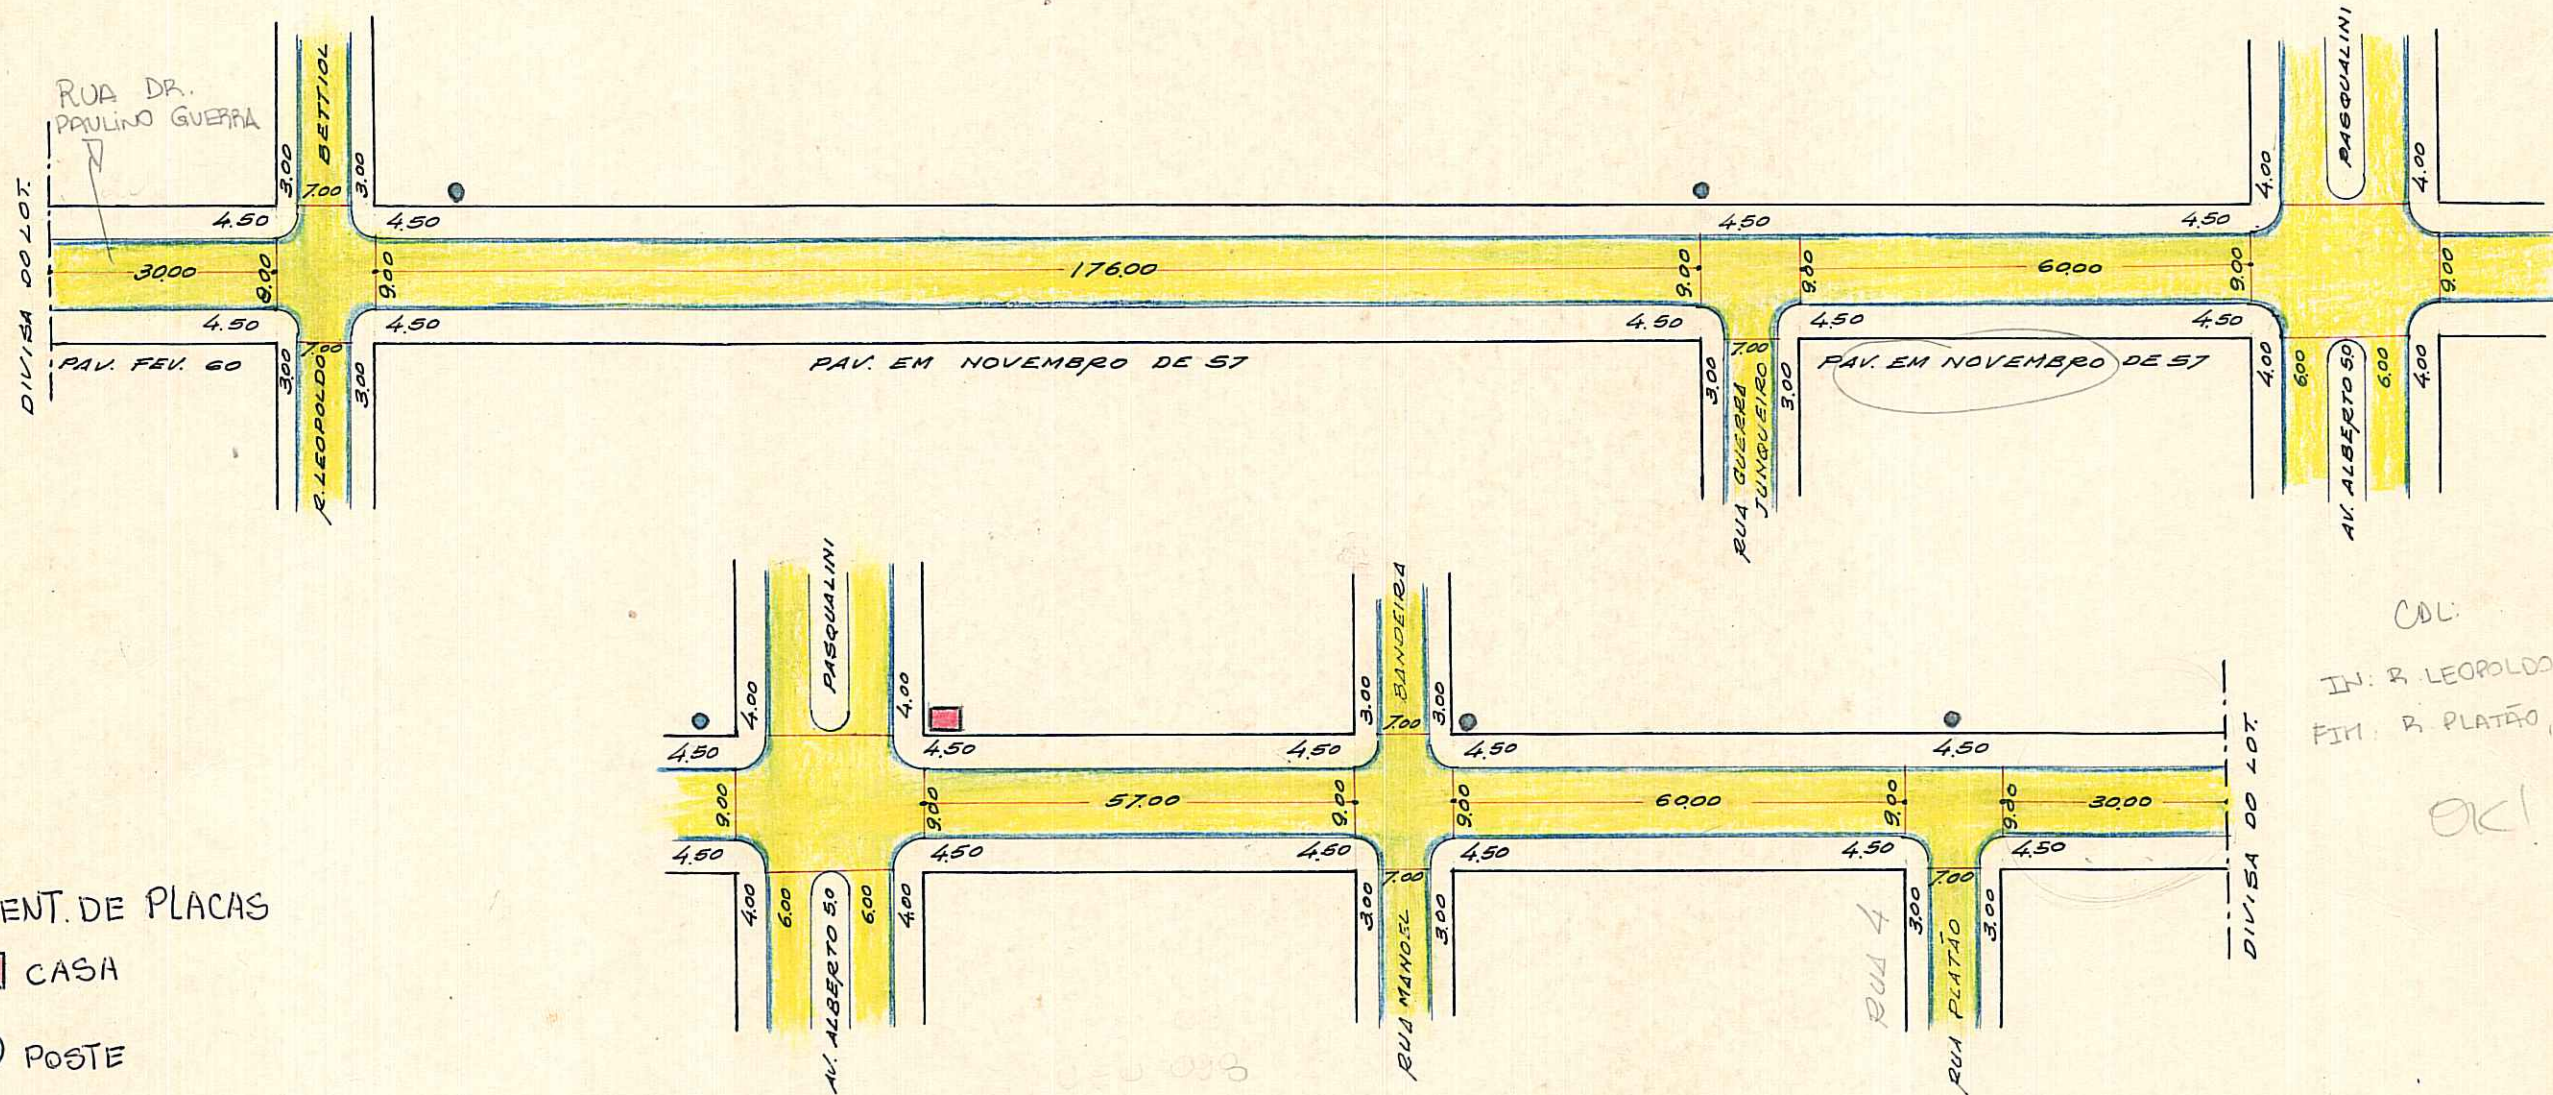 RUA DR.
PAULINO GUERRA
DIVISA DO LOT.
BETTIOL
3.00
7.00
3.00
4.50
4.50
30.00
9.00
9.00
4.50
4.50
PAV. FEV. 60
3.00
7.00
3.00
R. LEOPOLDO
176.00
PAV. EM NOVEMBRO DE 57
4.50
9.00
9.00
4.50
4.50
3.00
7.00
3.00
RUA GUERRA
JUNQUEIRO
60.00
PAV. EM NOVEMBRO DE 57
PASQUALINI
4.00
4.00
4.50
9.00
9.00
4.50
4.00
6.00
6.00
4.00
AV. ALBERTO 5.0
PASQUALINI
4.00
4.00
4.50
4.50
9.00
9.00
4.50
4.50
4.00
6.00
6.00
4.00
AV. ALBERTO 5.0
57.00
BANDEIRA
3.00
7.00
3.00
4.50
4.50
9.00
9.00
4.50
4.50
3.00
7.00
3.00
RUA MANOEL
60.00
4.50
9.00
9.00
30.00
4.50
4.50
3.00
7.00
3.00
RUA 4
RUA PLATÃO
DIVISA DO LOT.
CDL:
IN: R. LEOPOLDO
FIM: R. PLATÃO,
OK!
ENT. DE PLACAS
CASA
POSTE